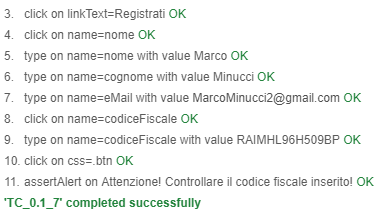 3. click on linkText=Registrati OK
4. click on name=nome OK
5. type on name=nome with value Marco OK
6. type on name=cognome with value Minucci OK
7. type on name=eMail with value MarcoMinucci2@gmail.com OK
8. click on name=codiceFiscale OK
9. type on name=codiceFiscale with value RAIMHL96H509BP OK
10. click on css=.btn OK
11. assertAlert on Attenzione! Controllare il codice fiscale inserito! OK
'TC_0.1_7' completed successfully